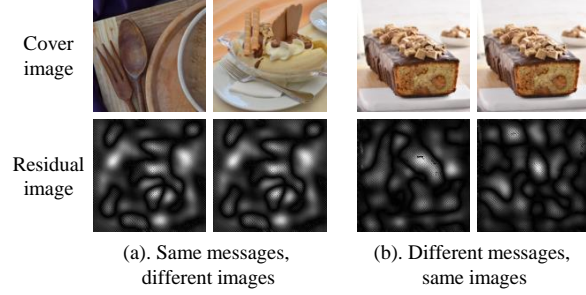 Cover
image
Residual
image
(a). Same messages,
different images
(b). Different messages,
same images